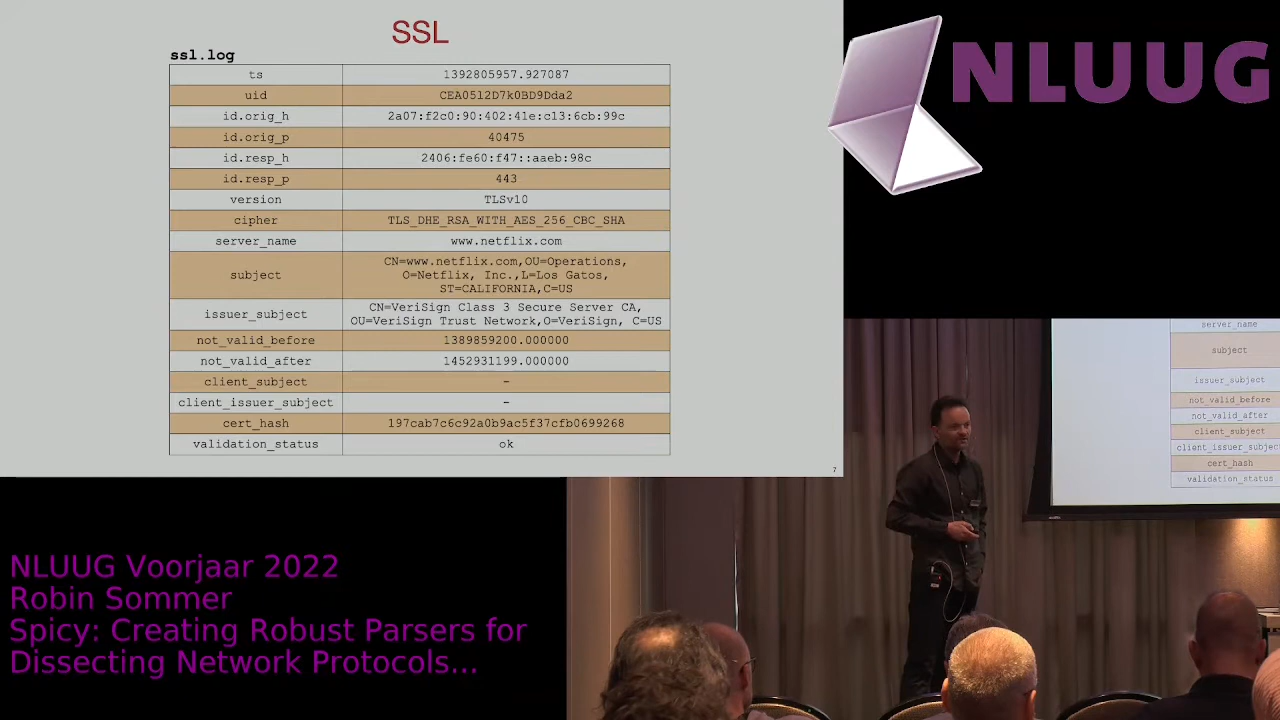 SSL
ssl.log
ts 1392805957.927087
uid CEA05l2D7k0BD9Dda2
id.orig_h 2a07:f2c0:90:402:41e:c13:6cb:99c
id.orig_p 40475
id.resp_h 2406:fe60:f47::aaeb:98c
id.resp_p 443
version TLSv10
cipher TLS_DHE_RSA_WITH_AES_256_CBC_SHA
server_name www.netflix.com
subject CN=www.netflix.com,OU=Operations,
O=Netflix, Inc.,L=Los Gatos,
ST=CALIFORNIA,C=US
issuer_subject CN=VeriSign Class 3 Secure Server CA,
OU=VeriSign Trust Network,O=VeriSign, C=US
not_valid_before 1389859200.000000
not_valid_after 1452931199.000000
client_subject -
client_issuer_subject -
cert_hash 197cab7c6c92a0b9ac5f37cfb0699268
validation_status ok
7
NLUUG
server_name
subject
issuer_subject
not_valid_before
not_valid_after
client_subject
client_issuer_subject
cert_hash
validation_status
NLUUG Voorjaar 2022
Robin Sommer
Spicy: Creating Robust Parsers for
Dissecting Network Protocols...